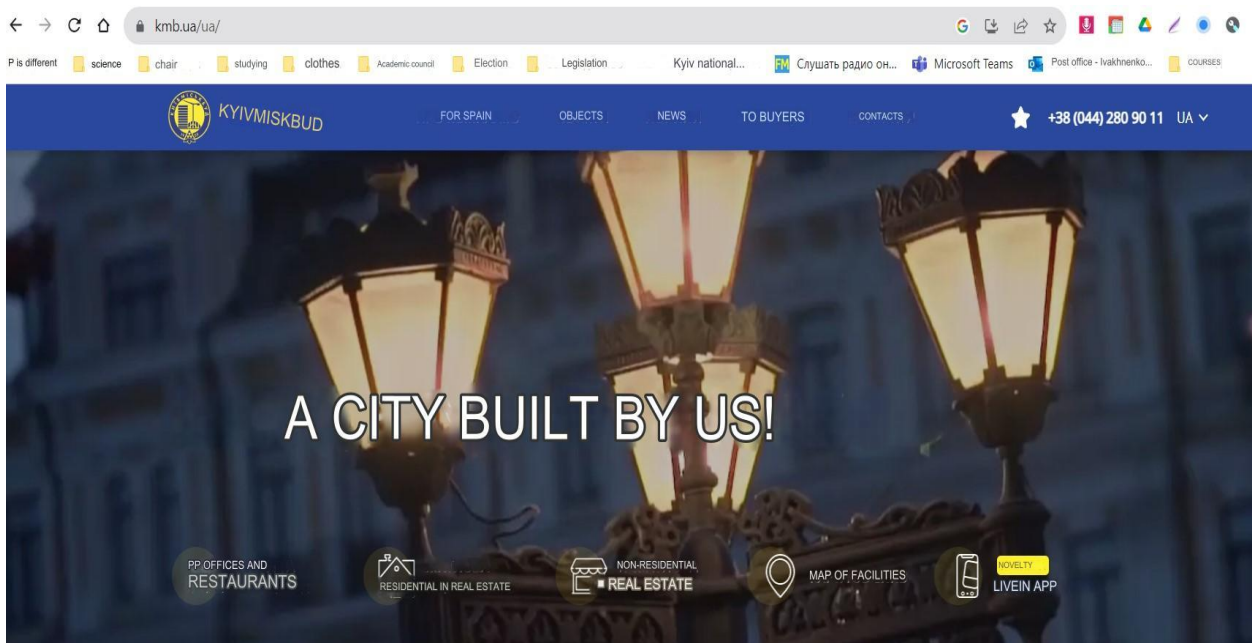 kmb.ua/ua/
P is different science chair studying clothes Academic council Election Legislation Kyiv national... FM Слушать радио он... Microsoft Teams Post office - Ivakhnenko... COURSES
KYIVMISKBUD FOR SPAIN OBJECTS NEWS TO BUYERS CONTACTS +38 (044) 280 90 11 UA
A CITY BUILT BY US!
PP OFFICES AND
RESTAURANTS
RESIDENTIAL IN REAL ESTATE
NON-RESIDENTIAL
REAL ESTATE
MAP OF FACILITIES
NOVELTY
LIVEIN APP